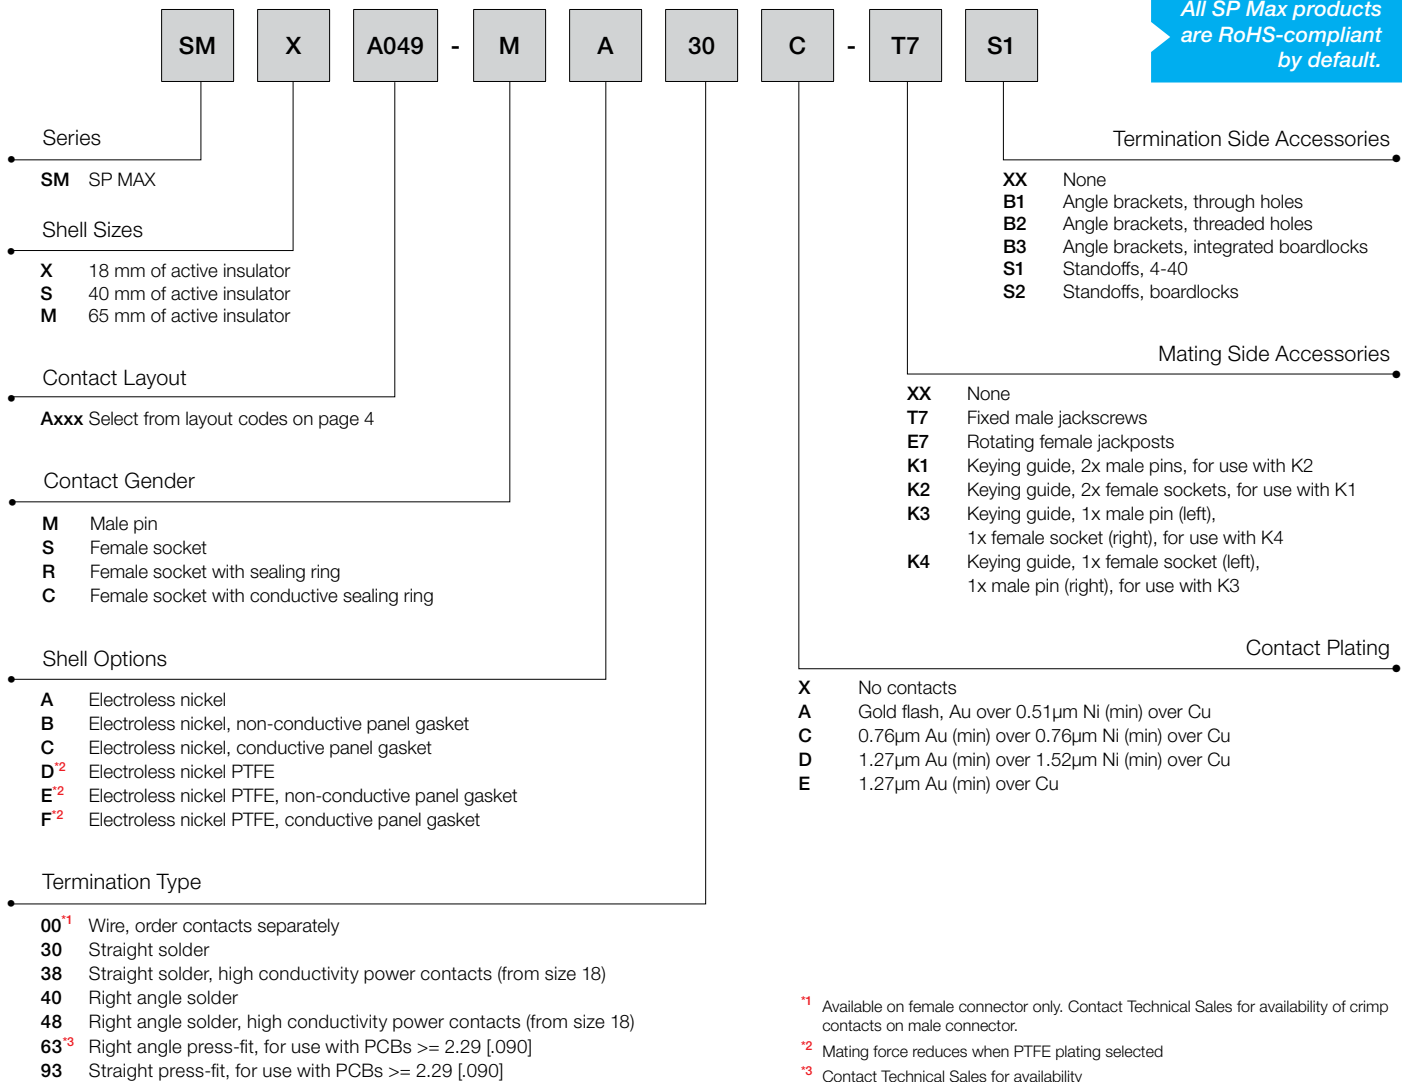 SM X A049 - M A 30 C - T7 S1
All SP Max products
are RoHS-compliant
by default.
Series
SM SP MAX
Shell Sizes
X 18 mm of active insulator
S 40 mm of active insulator
M 65 mm of active insulator
Contact Layout
Axxx Select from layout codes on page 4
Contact Gender
M Male pin
S Female socket
R Female socket with sealing ring
C Female socket with conductive sealing ring
Shell Options
A Electroless nickel
B Electroless nickel, non-conductive panel gasket
C Electroless nickel, conductive panel gasket
D*2 Electroless nickel PTFE
E*2 Electroless nickel PTFE, non-conductive panel gasket
F*2 Electroless nickel PTFE, conductive panel gasket
Termination Type
00*1 Wire, order contacts separately
30 Straight solder
38 Straight solder, high conductivity power contacts (from size 18)
40 Right angle solder
48 Right angle solder, high conductivity power contacts (from size 18)
63*3 Right angle press-fit, for use with PCBs >= 2.29 [.090]
93 Straight press-fit, for use with PCBs >= 2.29 [.090]
Termination Side Accessories
XX None
B1 Angle brackets, through holes
B2 Angle brackets, threaded holes
B3 Angle brackets, integrated boardlocks
S1 Standoffs, 4-40
S2 Standoffs, boardlocks
Mating Side Accessories
XX None
T7 Fixed male jackscrews
E7 Rotating female jackposts
K1 Keying guide, 2x male pins, for use with K2
K2 Keying guide, 2x female sockets, for use with K1
K3 Keying guide, 1x male pin (left),
1x female socket (right), for use with K4
K4 Keying guide, 1x female socket (left),
1x male pin (right), for use with K3
Contact Plating
X No contacts
A Gold flash, Au over 0.51µm Ni (min) over Cu
C 0.76µm Au (min) over 0.76µm Ni (min) over Cu
D 1.27µm Au (min) over 1.52µm Ni (min) over Cu
E 1.27µm Au (min) over Cu
*1 Available on female connector only. Contact Technical Sales for availability of crimp
contacts on male connector.
*2 Mating force reduces when PTFE plating selected
*3 Contact Technical Sales for availability